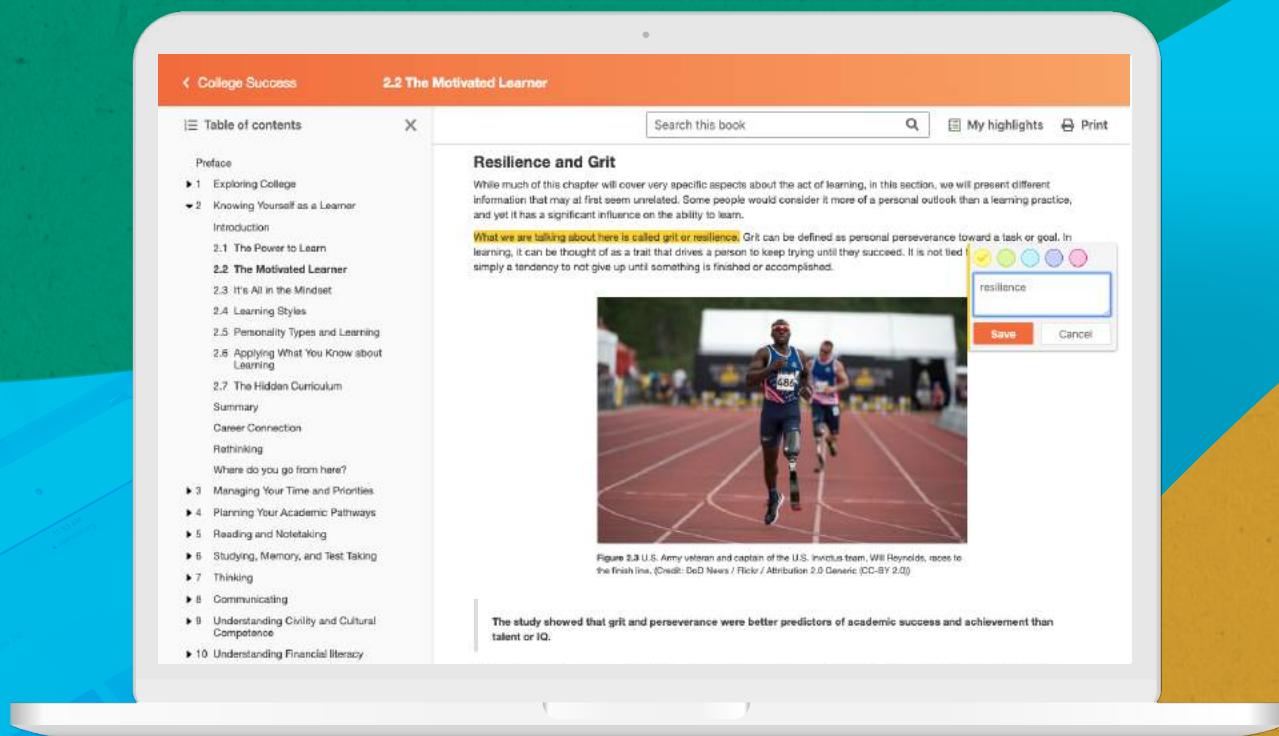 College Success
2.2 The Motivated Learner
Table of contents
Search this book
My highlights
Print
Preface
1 Exploring College
2 Knowing Yourself as a Learner
Introduction
2.1 The Power to Learn
2.2 The Motivated Learner
2.3 It's All in the Mindset
2.4 Learning Styles
2.5 Personality Types and Learning
2.6 Applying What You Know about
Learning
2.7 The Hidden Curriculum
Summary
Career Connection
Rethinking
Where do you go from here?
3 Managing Your Time and Priorities
4 Planning Your Academic Pathways
5 Reading and Notetaking
6 Studying, Memory, and Test Taking
7 Thinking
8 Communicating
9 Understanding Civility and Cultural
Competence
10 Understanding Financial literacy
Resilience and Grit
While much of this chapter will cover very specific aspects about the act of learning, in this section, we will present different
information that may at first seem unrelated. Some people would consider it more of a personal outlook than a learning practice,
and yet it has a significant influence on the ability to learn.
What we are talking about here is called grit or resilience. Grit can be defined as personal perseverance toward a task or goal. In
learning, it can be thought of as a trait that drives a person to keep trying until they succeed. It is not tied
simply a tendency to not give up until something is finished or accomplished.
resilience
Save
Cancel
486
Figure 2.3 U.S. Army veteran and captain of the U.S. Invictus team, Will Reynolds, races to
the finish line. (Credit: DoD News / Flickr / Attribution 2.0 Generic (CC-BY 2.0))
The study showed that grit and perseverance were better predictors of academic success and achievement than
talent or IQ.